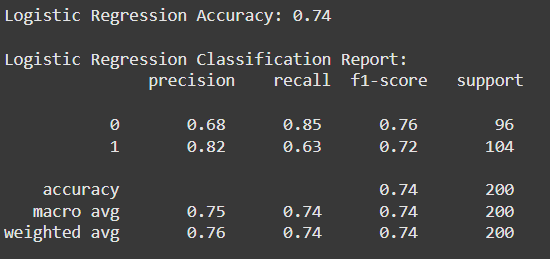 Logistic Regression Accuracy: 0.74
Logistic Regression Classification Report:
precision recall f1-score support
0 0.68 0.85 0.76 96
1 0.82 0.63 0.72 104
accuracy 0.74 200
macro avg 0.75 0.74 0.74 200
weighted avg 0.76 0.74 0.74 200